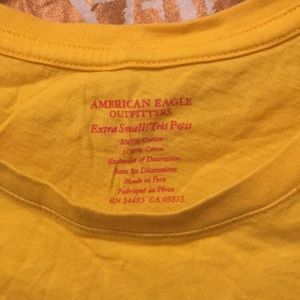 AMERICAN EAGLE
OUTFITTERS
Extra Small/Très Petit
100% Cotton
100% Coton
Exclusive of Decoration
Sans les Décorations
Made in Peru
Fabriqué au Pérou
RN 54485 CA 03873